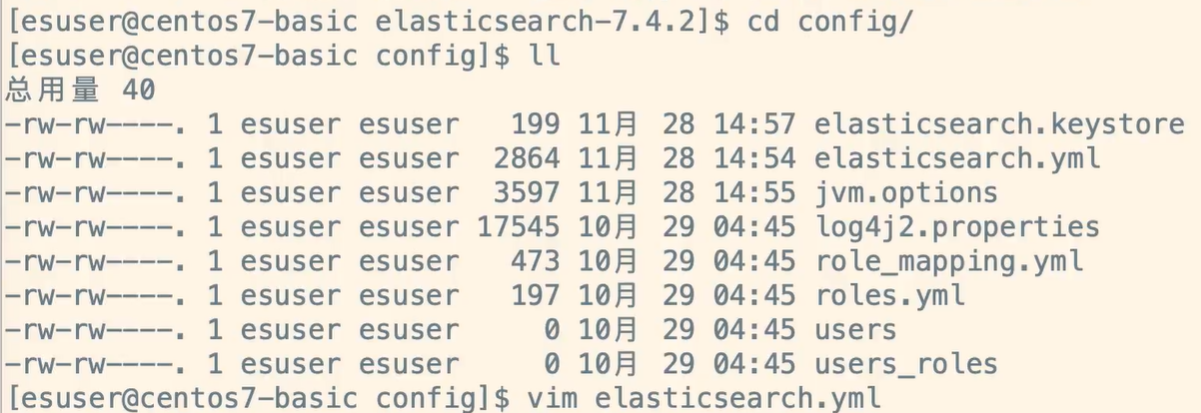 [esuser@centos7-basic elasticsearch-7.4.2]$ cd config/
[esuser@centos7-basic config]$ ll
总用量 40
-rw-rw----. 1 esuser esuser   199 11月  28 14:57 elasticsearch.keystore
-rw-rw----. 1 esuser esuser  2864 11月  28 14:54 elasticsearch.yml
-rw-rw----. 1 esuser esuser  3597 11月  28 14:55 jvm.options
-rw-rw----. 1 esuser esuser 17545 10月  29 04:45 log4j2.properties
-rw-rw----. 1 esuser esuser   473 10月  29 04:45 role_mapping.yml
-rw-rw----. 1 esuser esuser   197 10月  29 04:45 roles.yml
-rw-rw----. 1 esuser esuser     0 10月  29 04:45 users
-rw-rw----. 1 esuser esuser     0 10月  29 04:45 users_roles
[esuser@centos7-basic config]$ vim elasticsearch.yml